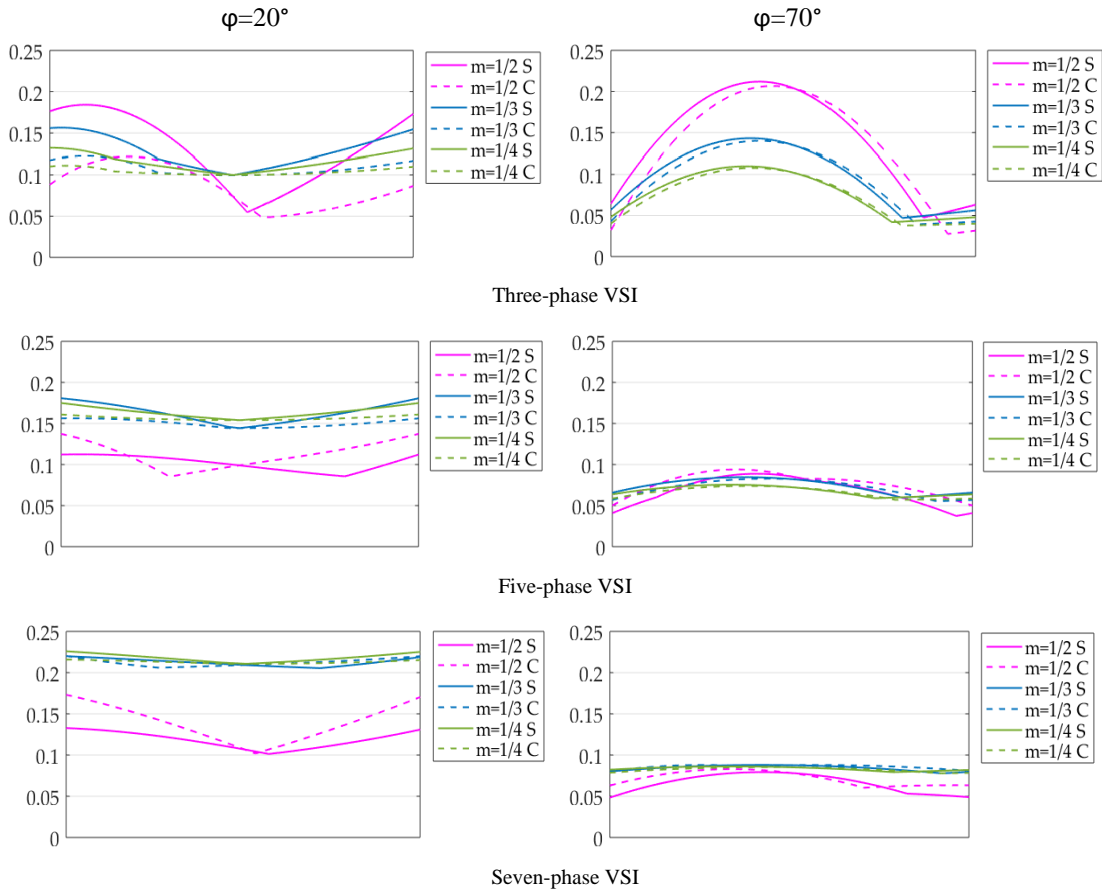 φ=20°
φ=70°
0.25
0.2
0.15
0.1
0.05
0
m=1/2 S
m=1/2 C
m=1/3 S
m=1/3 C
m=1/4 S
m=1/4 C
0.25
0.2
0.15
0.1
0.05
0
m=1/2 S
m=1/2 C
m=1/3 S
m=1/3 C
m=1/4 S
m=1/4 C
Three-phase VSI
0.25
0.2
0.15
0.1
0.05
0
m=1/2 S
m=1/2 C
m=1/3 S
m=1/3 C
m=1/4 S
m=1/4 C
0.25
0.2
0.15
0.1
0.05
0
m=1/2 S
m=1/2 C
m=1/3 S
m=1/3 C
m=1/4 S
m=1/4 C
Five-phase VSI
0.25
0.2
0.15
0.1
0.05
0
m=1/2 S
m=1/2 C
m=1/3 S
m=1/3 C
m=1/4 S
m=1/4 C
0.25
0.2
0.15
0.1
0.05
0
m=1/2 S
m=1/2 C
m=1/3 S
m=1/3 C
m=1/4 S
m=1/4 C
Seven-phase VSI